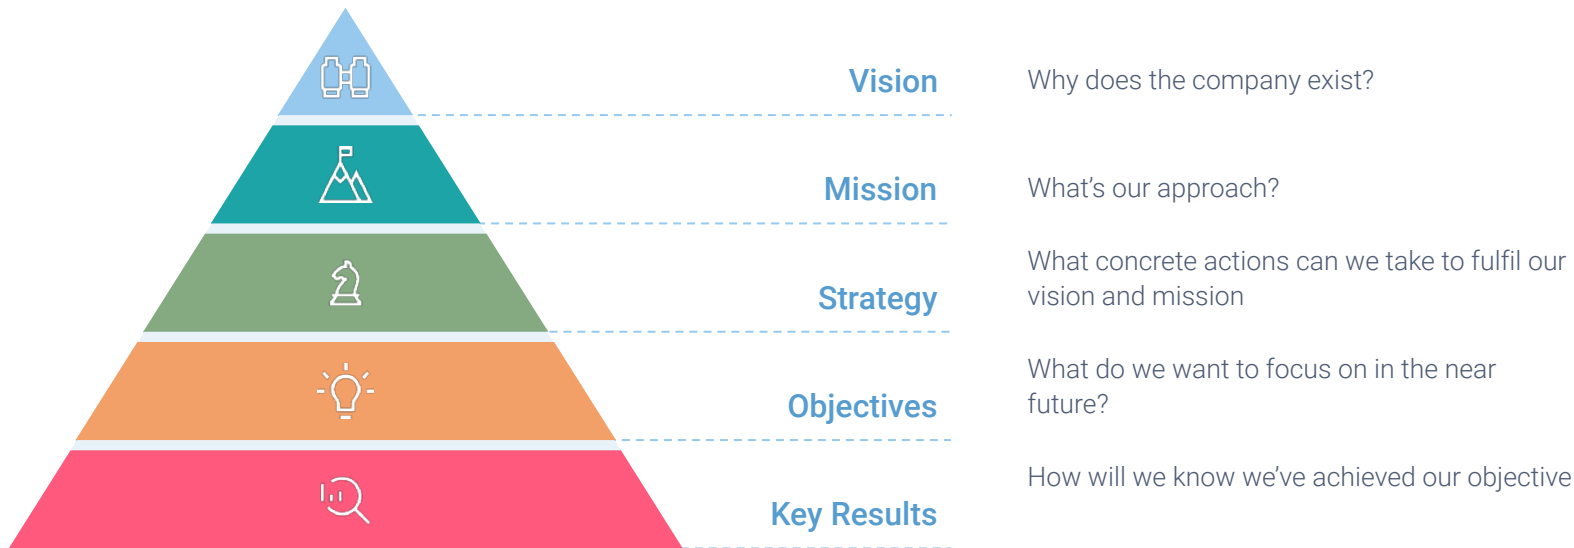 Vision
Why does the company exist?
Mission
What’s our approach?
Strategy
What concrete actions can we take to fulfil our
vision and mission
Objectives
What do we want to focus on in the near
future?
Key Results
How will we know we’ve achieved our objective